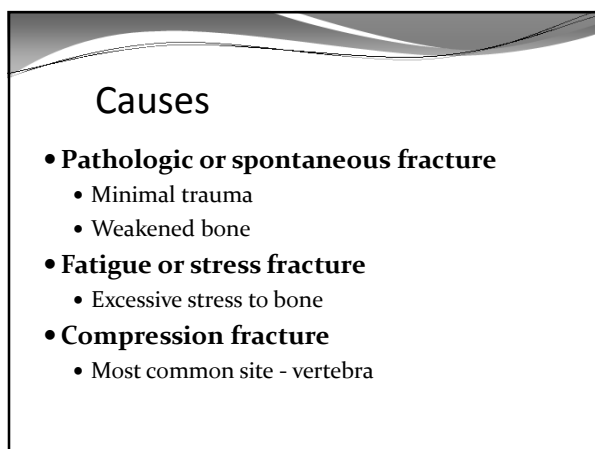 Causes
• Pathologic or spontaneous fracture
• Minimal trauma
• Weakened bone
• Fatigue or stress fracture
• Excessive stress to bone
• Compression fracture
• Most common site - vertebra